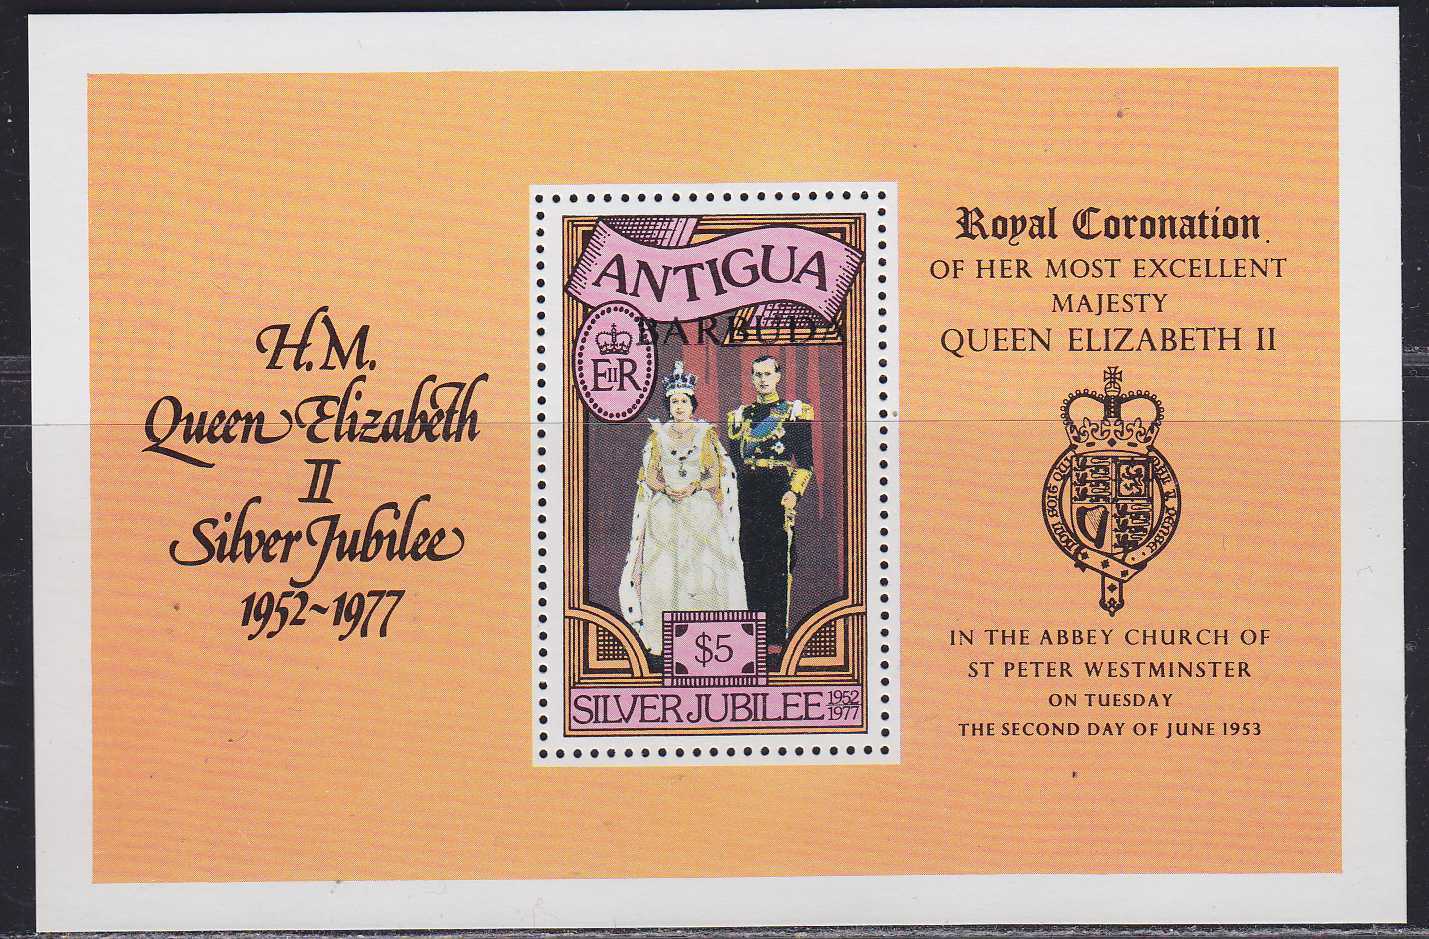 H.M.
Queen Elizabeth
II
Silver Jubilee
1952~1977
ANTIGUA
BARBUDA
EIIR
$5
SILVER JUBILEE 1952 1977
Royal Coronation
OF HER MOST EXCELLENT
MAJESTY
QUEEN ELIZABETH II
IN THE ABBEY CHURCH OF
ST PETER WESTMINSTER
ON TUESDAY
THE SECOND DAY OF JUNE 1953